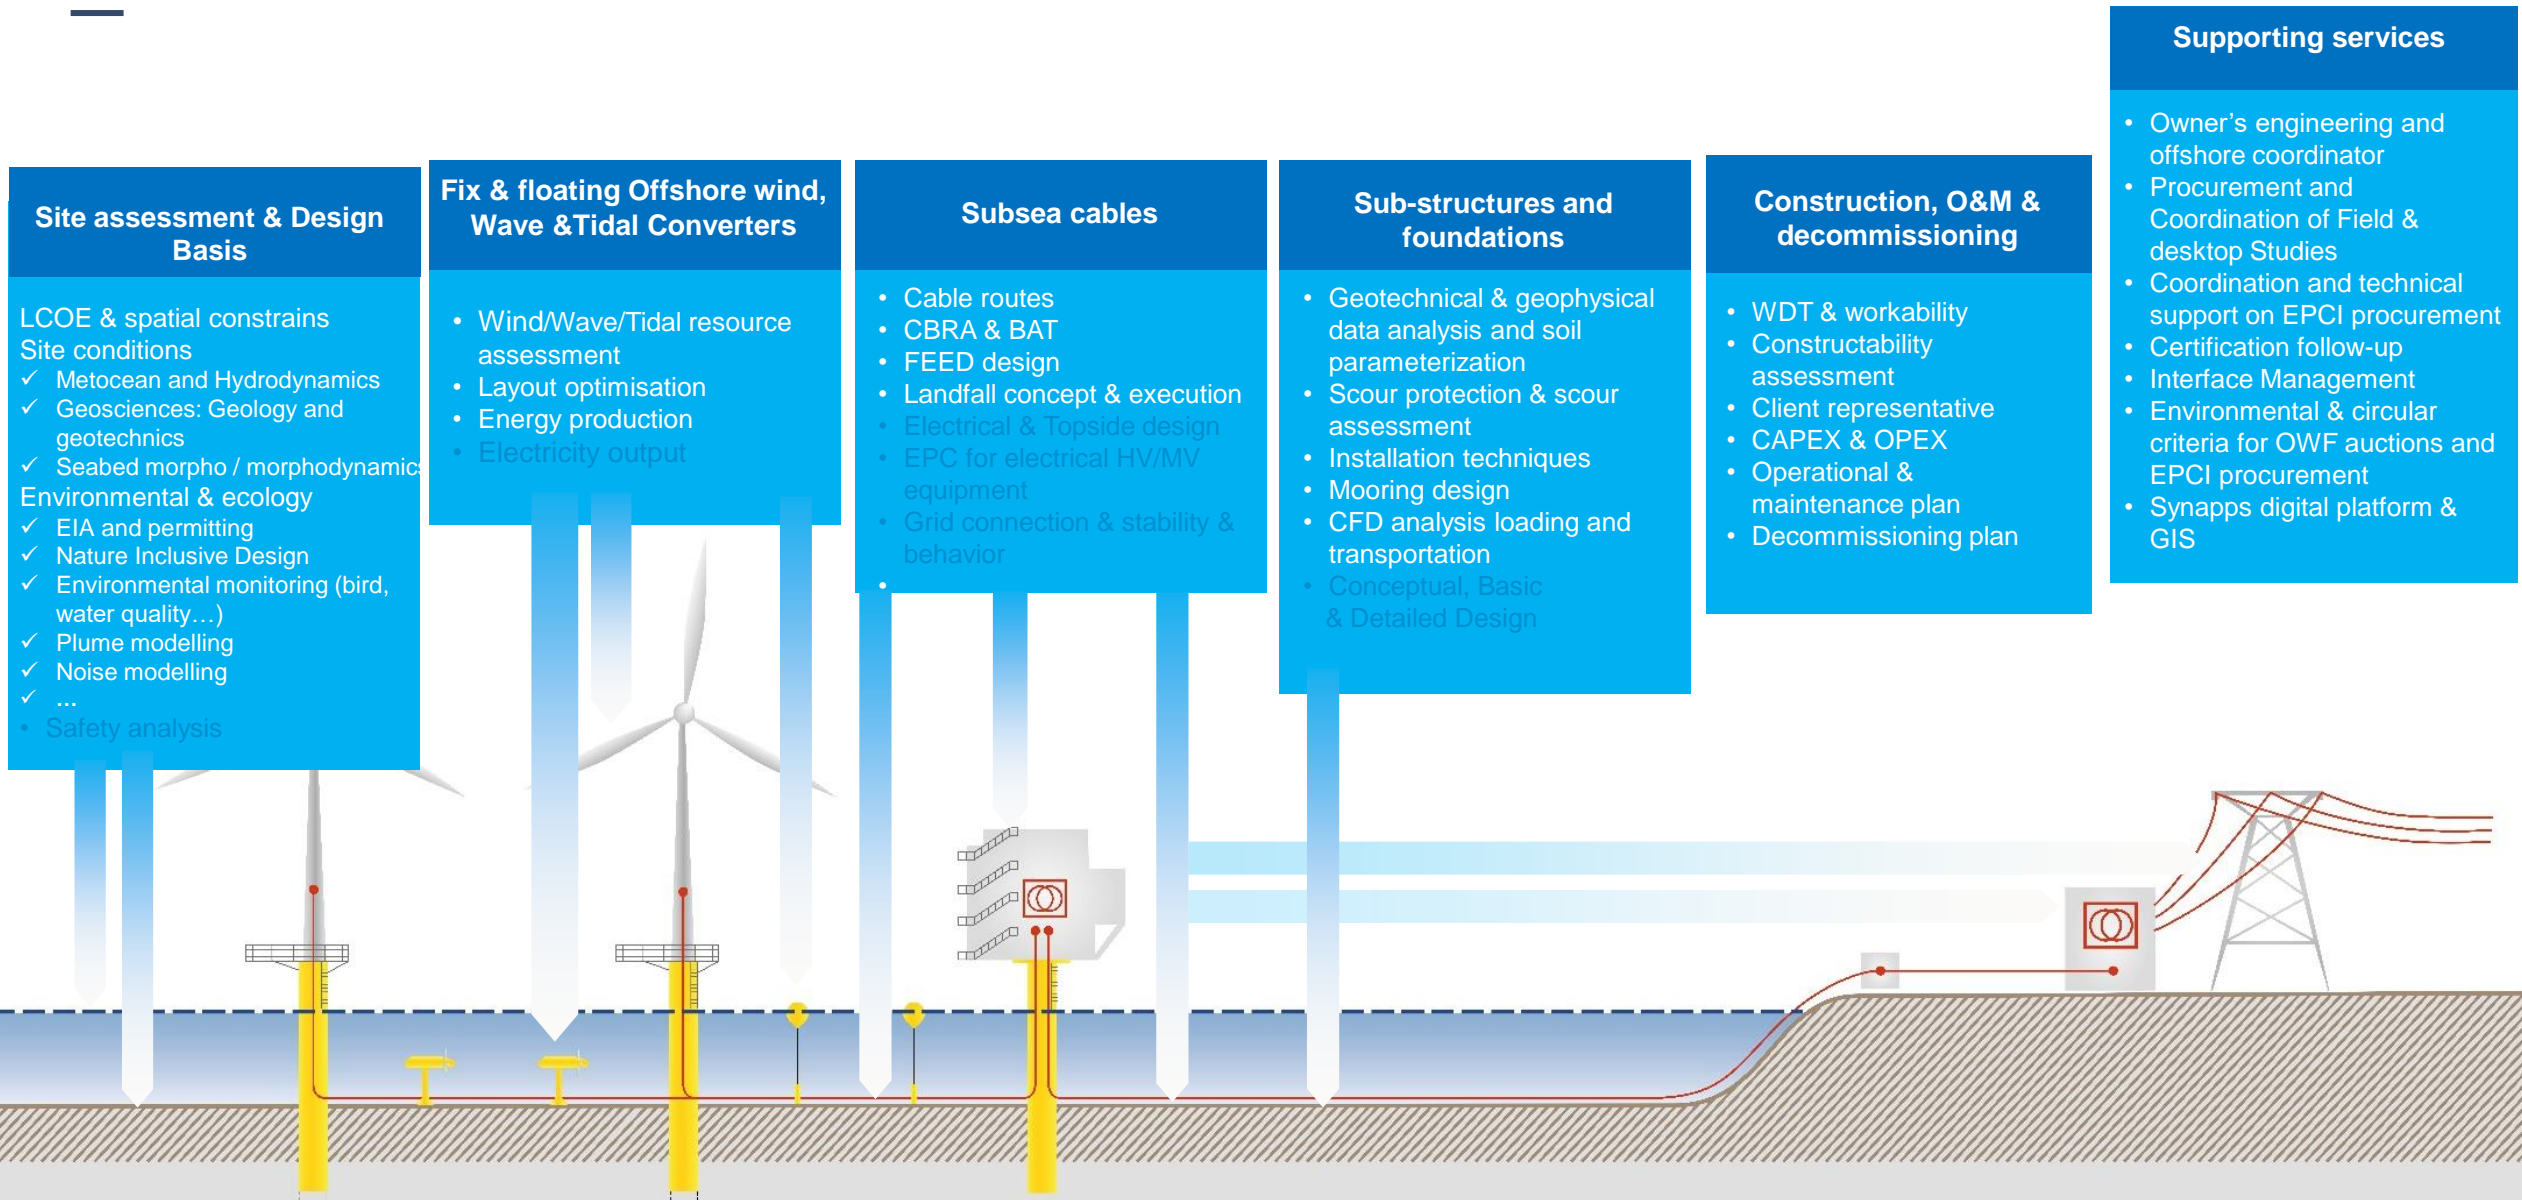 Site assessment & Design
Basis
LCOE & spatial constrains
Site conditions
✓ Metocean and Hydrodynamics
✓ Geosciences: Geology and
geotechnics
✓ Seabed morpho / morphodynamics
Environmental & ecology
✓ EIA and permitting
✓ Nature Inclusive Design
✓ Environmental monitoring (bird,
water quality…)
✓ Plume modelling
✓ Noise modelling
✓ ...
• Safety analysis
Fix & floating Offshore wind,
Wave &Tidal Converters
• Wind/Wave/Tidal resource
assessment
• Layout optimisation
• Energy production
• Electricity output
Subsea cables
• Cable routes
• CBRA & BAT
• FEED design
• Landfall concept & execution
• Electrical & Topside design
• EPC for electrical HV/MV
equipment
• Grid connection & stability &
behavior
•
Sub-structures and
foundations
• Geotechnical & geophysical
data analysis and soil
parameterization
• Scour protection & scour
assessment
• Installation techniques
• Mooring design
• CFD analysis loading and
transportation
• Conceptual, Basic
& Detailed Design
Construction, O&M &
decommissioning
• WDT & workability
• Constructability
assessment
• Client representative
• CAPEX & OPEX
• Operational &
maintenance plan
• Decommissioning plan
Supporting services
• Owner’s engineering and
offshore coordinator
• Procurement and
Coordination of Field &
desktop Studies
• Coordination and technical
support on EPCI procurement
• Certification follow-up
• Interface Management
• Environmental & circular
criteria for OWF auctions and
EPCI procurement
• Synapps digital platform &
GIS